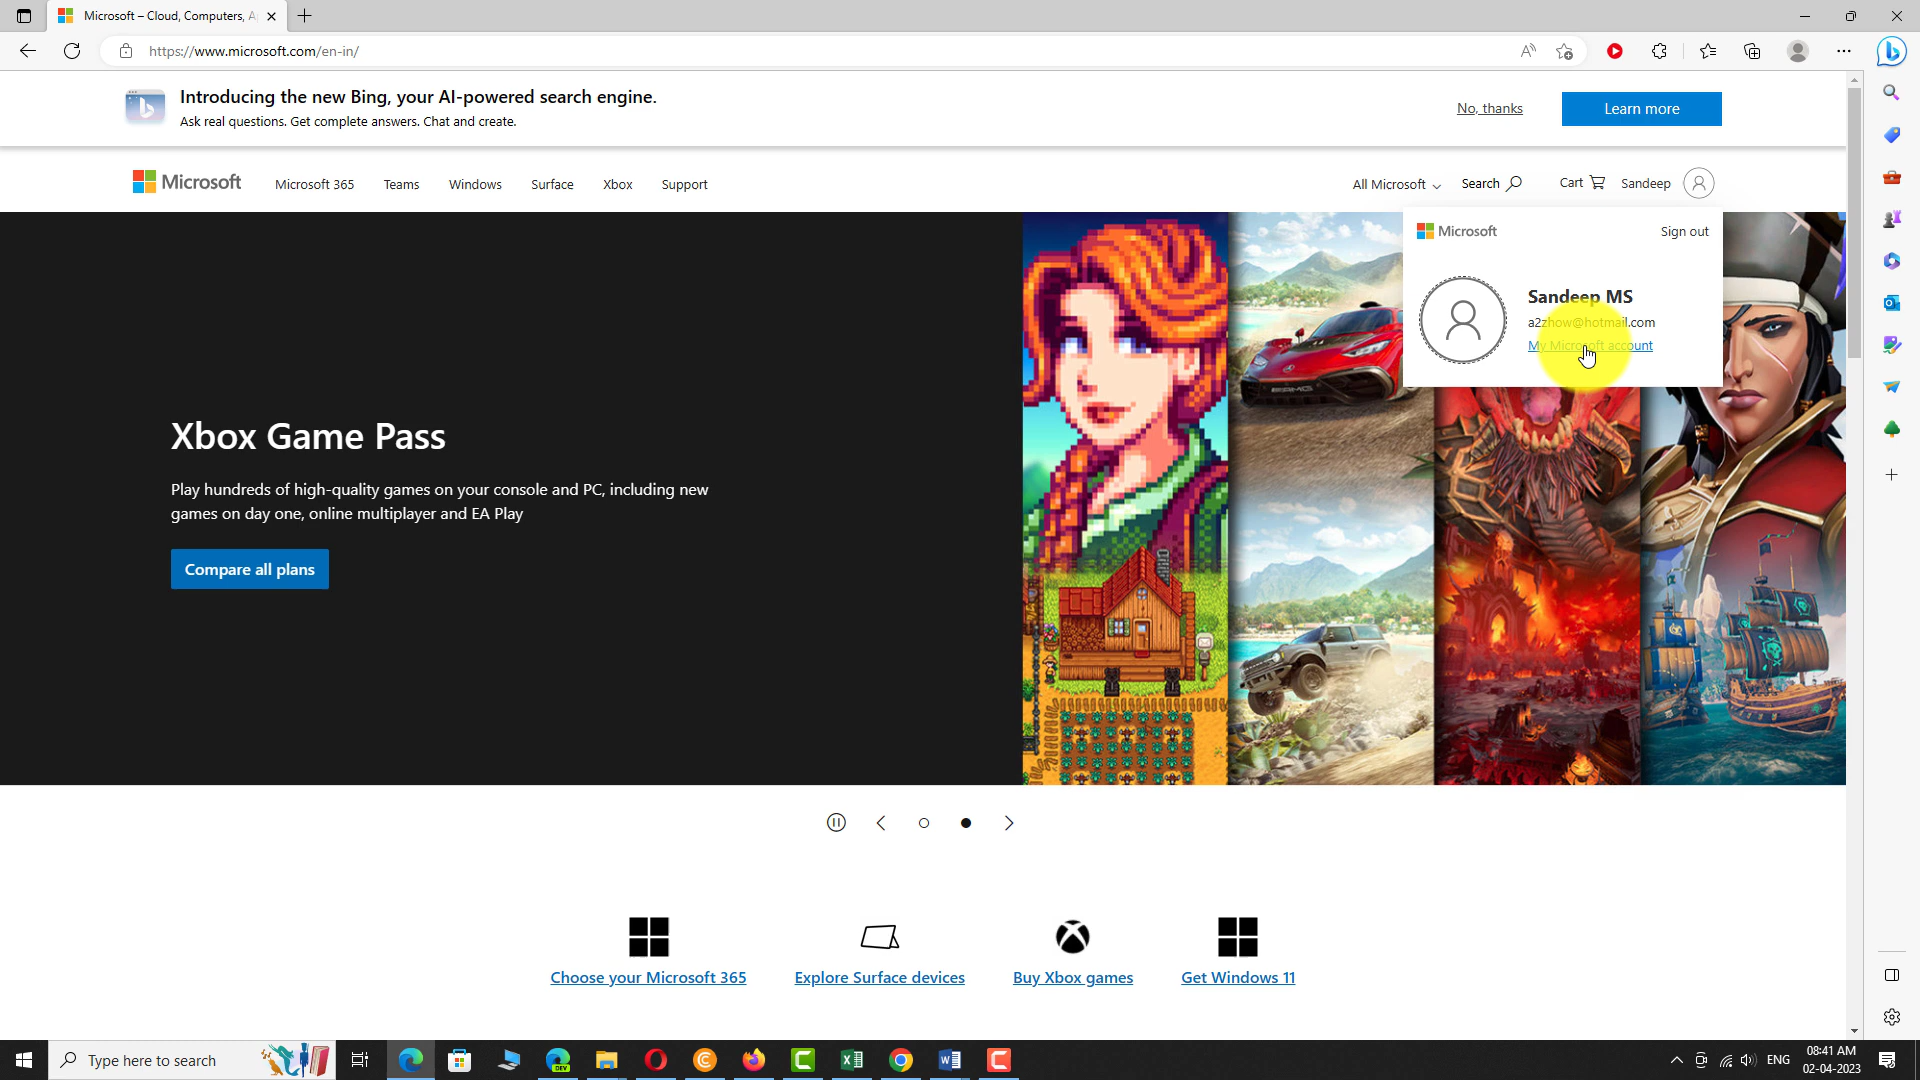 Microsoft – Cloud, Computers, A
https://www.microsoft.com/en-in/
Introducing the new Bing, your AI-powered search engine.
Ask real questions. Get complete answers. Chat and create.
No, thanks
Learn more
Microsoft
Microsoft 365
Teams
Windows
Surface
Xbox
Support
All Microsoft
Search
Cart
Sandeep
Microsoft
Sign out
Sandeep MS
a2zhow@hotmail.com
My Microsoft account
Xbox Game Pass
Play hundreds of high-quality games on your console and PC, including new
games on day one, online multiplayer and EA Play
Compare all plans
Choose your Microsoft 365
Explore Surface devices
Buy Xbox games
Get Windows 11
Type here to search
DEV
ENG
08:41 AM
02-04-2023